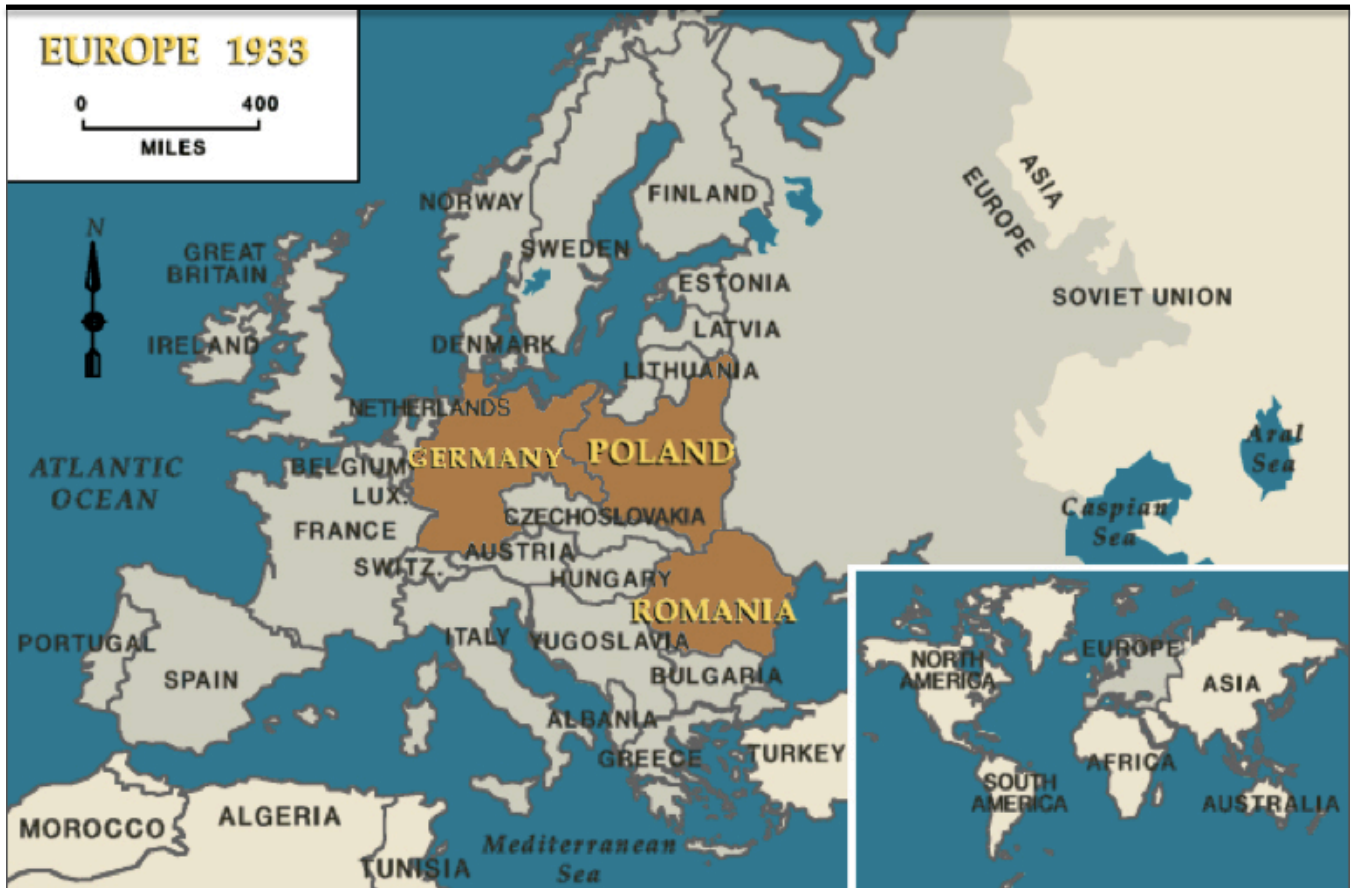 EUROPE 1933
0 400
MILES
N
NORWAY
FINLAND
ASIA
EUROPE
SWEDEN
GREAT
BRITAIN
ESTONIA
SOVIET UNION
LATVIA
IRELAND
DENMARK
LITHUANIA
NETHERLANDS
ATLANTIC
OCEAN
BELGIUM
GERMANY
POLAND
Aral
Sea
LUX.
CZECHOSLOVAKIA
Caspian
Sea
FRANCE
SWITZ.
AUSTRIA
HUNGARY
ROMANIA
PORTUGAL
SPAIN
ITALY
YUGOSLAVIA
BULGARIA
ALBANIA
GREECE
TURKEY
MOROCCO
ALGERIA
TUNISIA
Mediterranean
Sea
NORTH
AMERICA
EUROPE
ASIA
AFRICA
SOUTH
AMERICA
AUSTRALIA